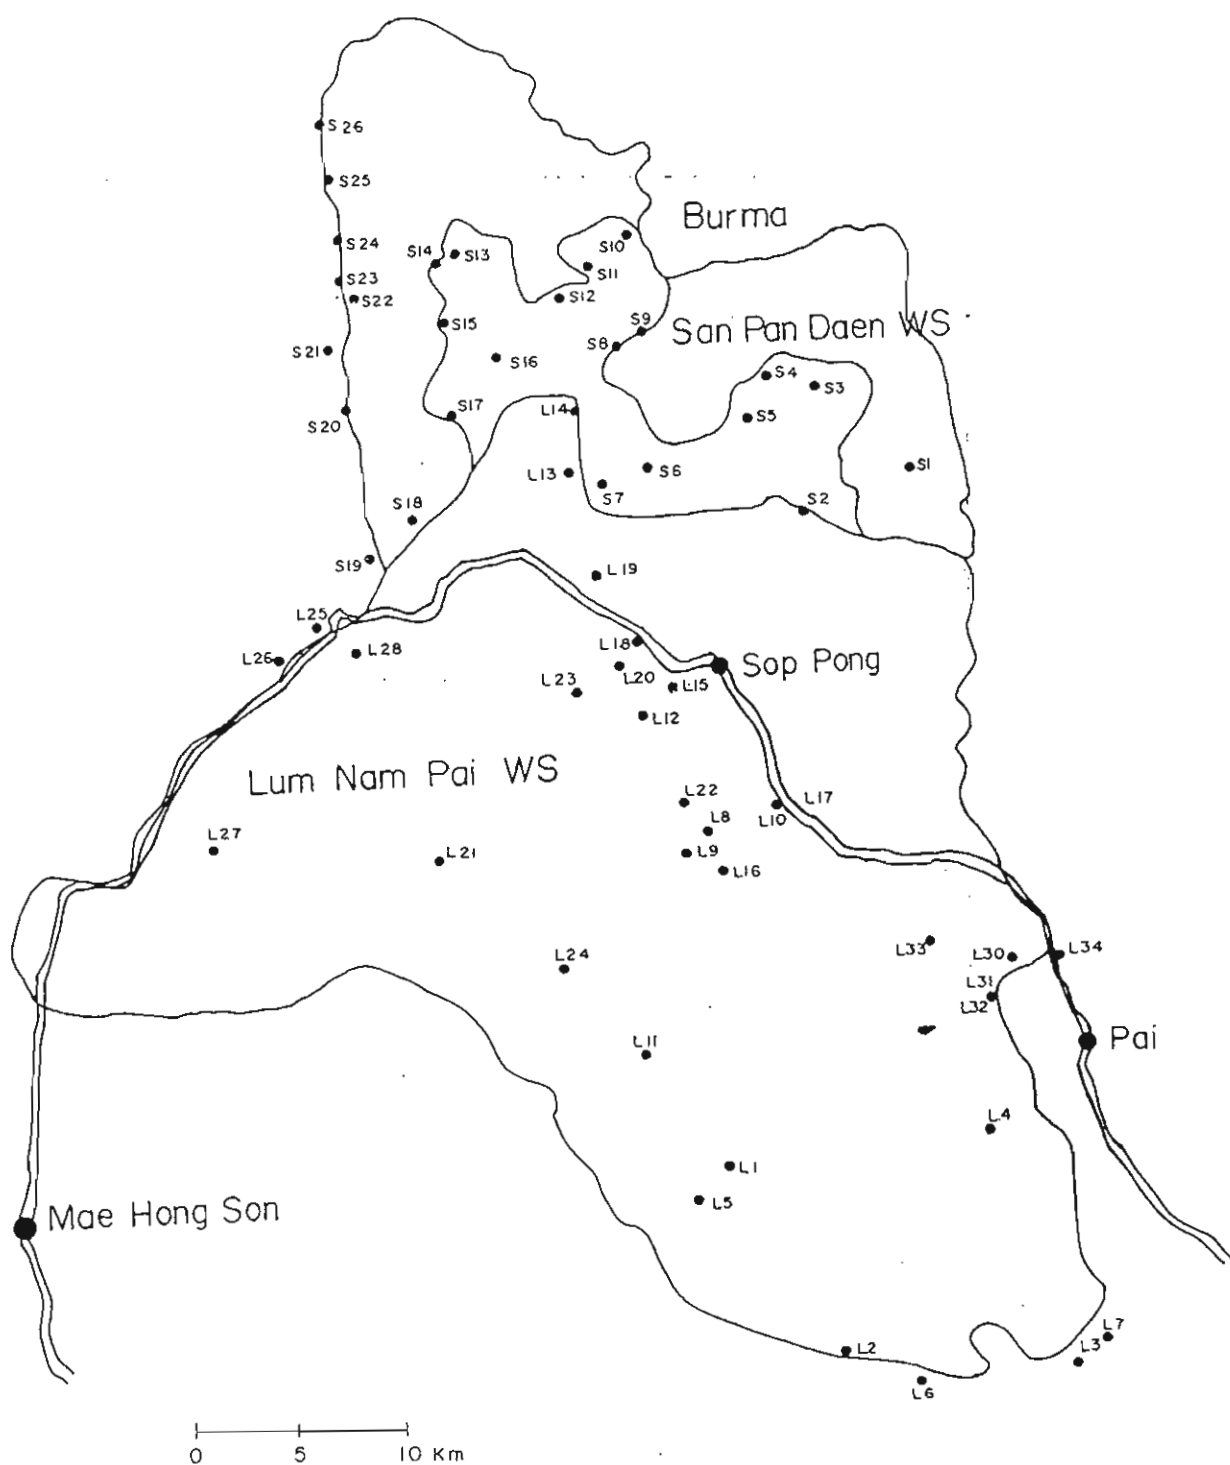 S26
S25
Burma
S24
S10
S14
S13
S11
S23
S22
S12
S15
S9
San Pan Daen WS
S8
S21
S16
S4
S3
S20
S17
L14
S5
S1
L13
S6
S7
S18
S2
S19
L19
L25
L18
L28
L26
Sop Pong
L20
L23
L15
L12
Lum Nam Pai WS
L22
L17
L10
L8
L27
L21
L9
L16
L33
L30
L34
L24
L31
L32
L11
Pai
L4
L1
L5
Mae Hong Son
L7
L2
L3
L6
0 5 10 Km